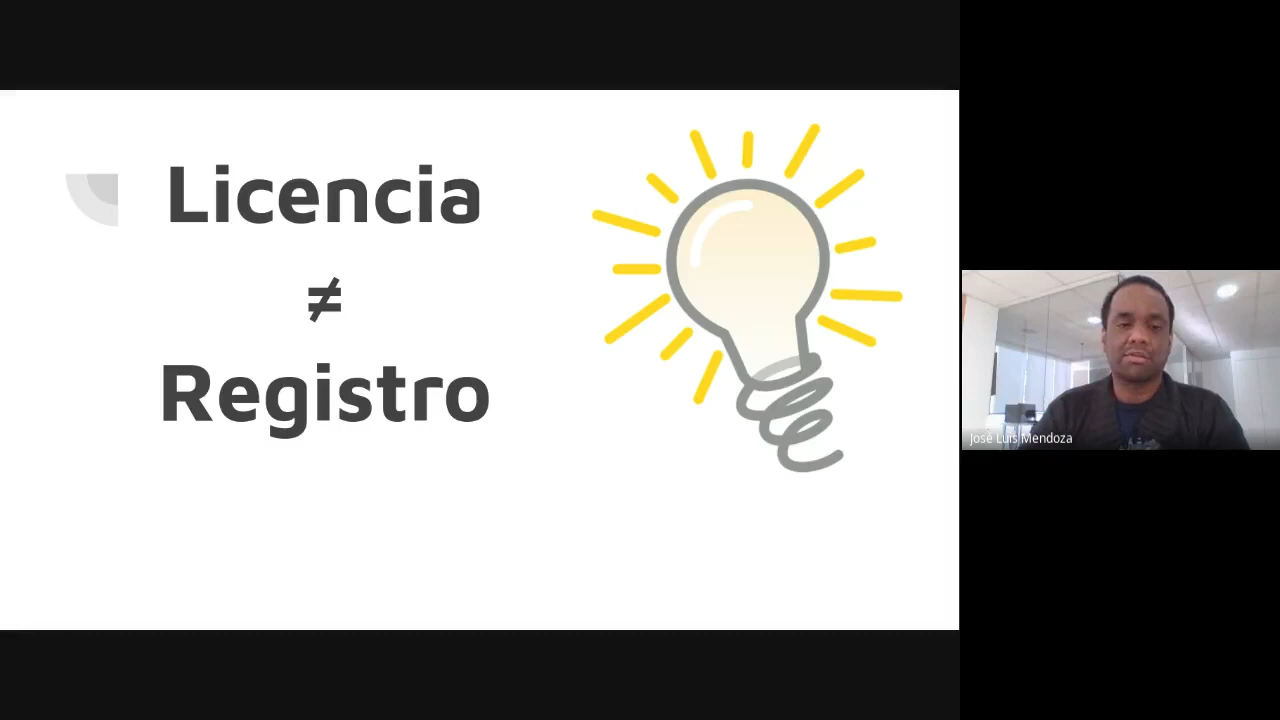 Licencia
≠
Registro
José Luis Mendoza